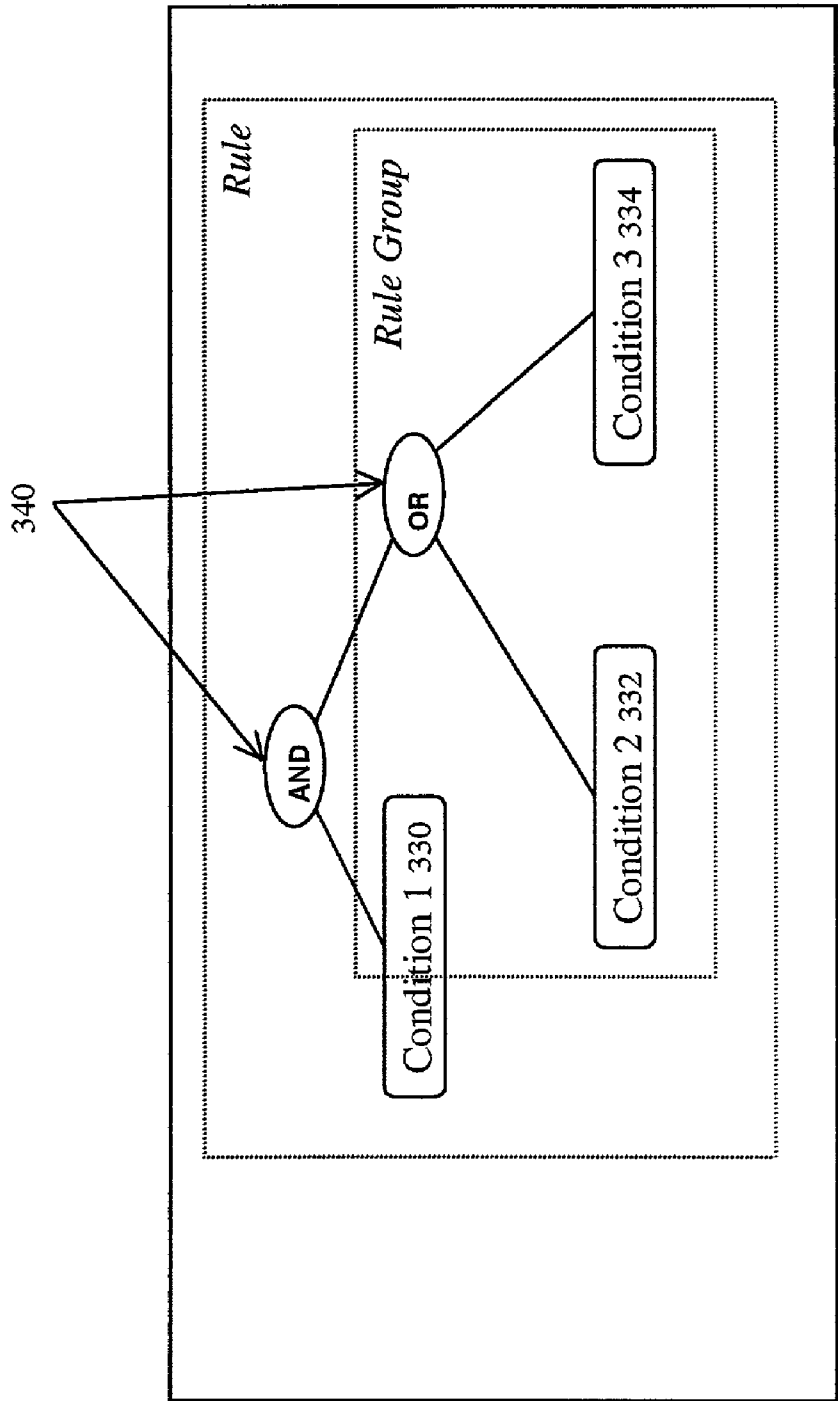 340
Rule
AND
Rule Group
OR
Condition 1 330
Condition 2 332
Condition 3 334